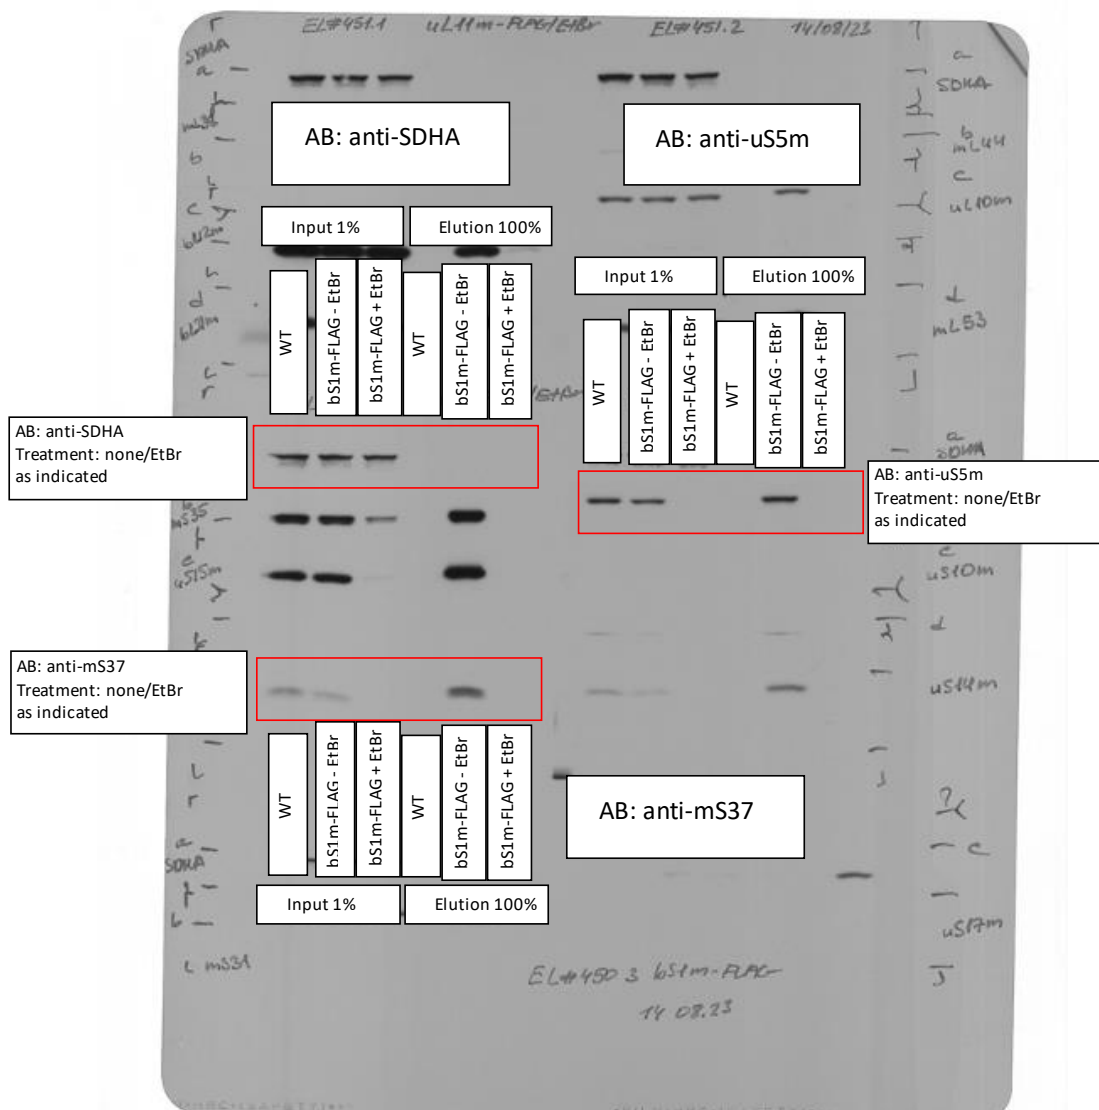 EL#451.1 uL11m-FLAG/EtBr EL#451.2 14/08/23
SDHA
a
a
SDHA
AB: anti-SDHA
AB: anti-uS5m
b
b
mL44
c
c
uL10m
Input 1% Elution 100%
WT
bS1m-FLAG - EtBr
bS1m-FLAG + EtBr
WT
bS1m-FLAG - EtBr
bS1m-FLAG + EtBr
Input 1% Elution 100%
WT
bS1m-FLAG - EtBr
bS1m-FLAG + EtBr
WT
bS1m-FLAG - EtBr
bS1m-FLAG + EtBr
d
d
mL53
/EtBr
AB: anti-SDHA
Treatment: none/EtBr
as indicated
a
SDHA
AB: anti-uS5m
Treatment: none/EtBr
as indicated
mS35
c
uS15m
c
uS10m
d
AB: anti-mS37
Treatment: none/EtBr
as indicated
uS14m
WT
bS1m-FLAG - EtBr
bS1m-FLAG + EtBr
WT
bS1m-FLAG - EtBr
bS1m-FLAG + EtBr
Input 1% Elution 100%
AB: anti-mS37
a
SDHA
b
c
uS17m
c mS31
EL#450 3 bS1m-FLAG
14 08.23